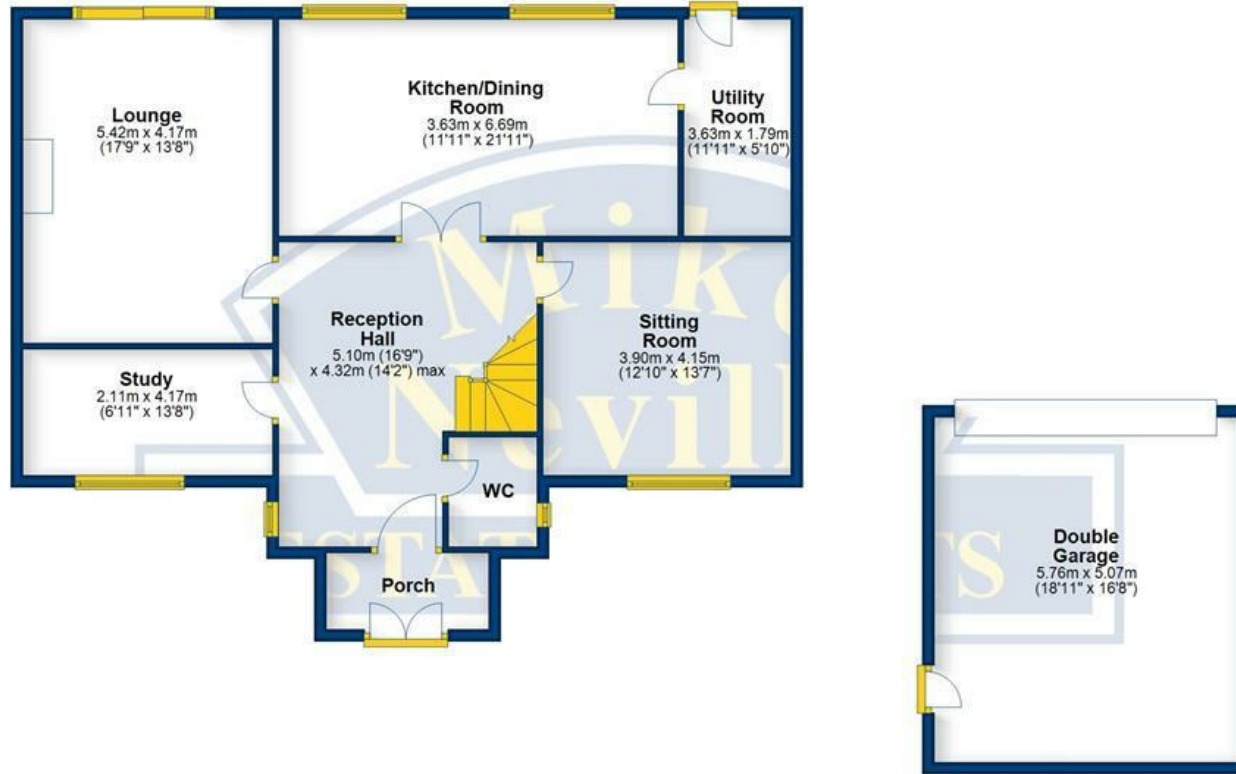 Lounge
5.42m x 4.17m
(17'9" x 13'8")
Kitchen/Dining
Room
3.63m x 6.69m
(11'11" x 21'11")
Utility
Room
3.63m x 1.79m
(11'11" x 5'10")
Reception
Hall
5.10m (16'9")
x 4.32m (14'2") max
Sitting
Room
3.90m x 4.15m
(12'10" x 13'7")
Study
2.11m x 4.17m
(6'11" x 13'8")
WC
Porch
Double
Garage
5.76m x 5.07m
(18'11" x 16'8")
Mike
Nevill
ESTAT TS